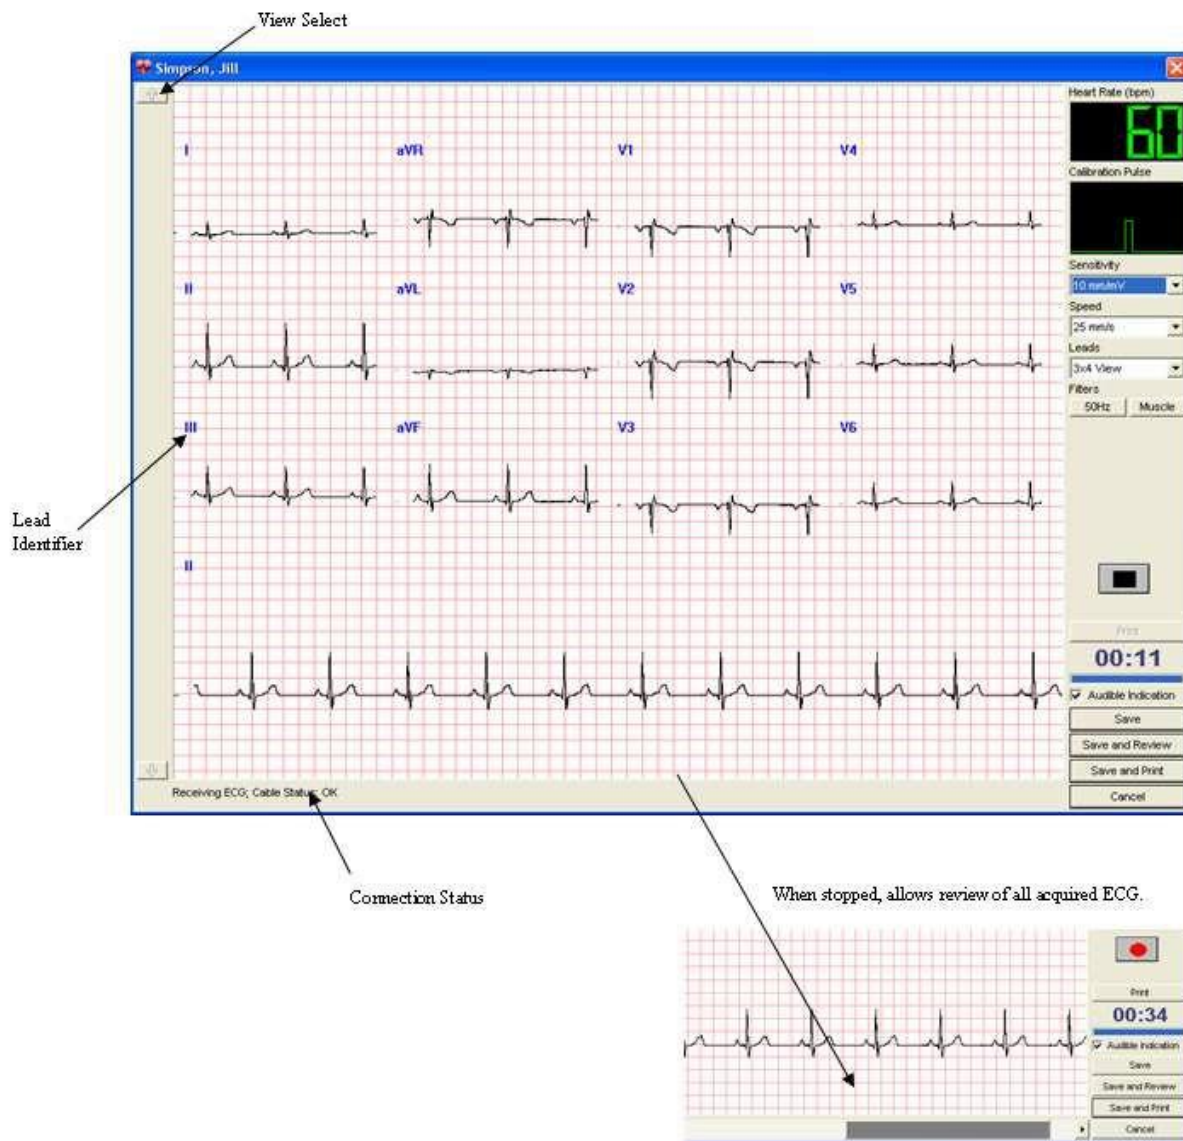 View Select
Simpson, Jill
Heart Rate (bpm)
60
Calibration Pulse
I
aVR
V1
V4
Sensitivity
10 mm/mV
II
aVL
V2
V5
Speed
25 mm/s
Leads
3x4 View
Filters
50Hz
Muscle
III
aVF
V3
V6
Lead
Identifier
II
Print
00:11
Audible Indication
Save
Save and Review
Save and Print
Cancel
Receiving ECG; Cable Status: OK
Connection Status
When stopped, allows review of all acquired ECG.
Print
00:34
Audible Indication
Save
Save and Review
Save and Print
Cancel